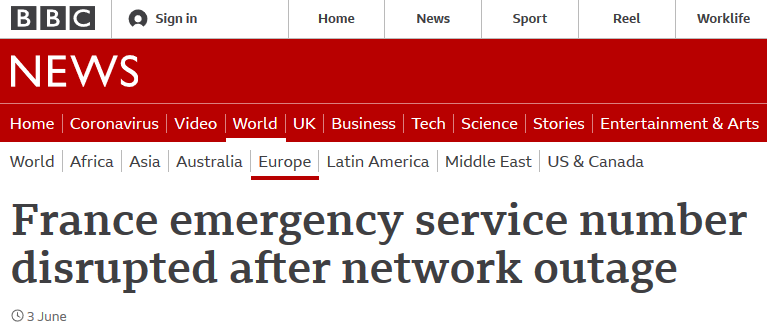 BBC Sign in Home News Sport Reel Worklife
NEWS
Home Coronavirus Video World UK Business Tech Science Stories Entertainment & Arts
World Africa Asia Australia Europe Latin America Middle East US & Canada
France emergency service number
disrupted after network outage
3 June